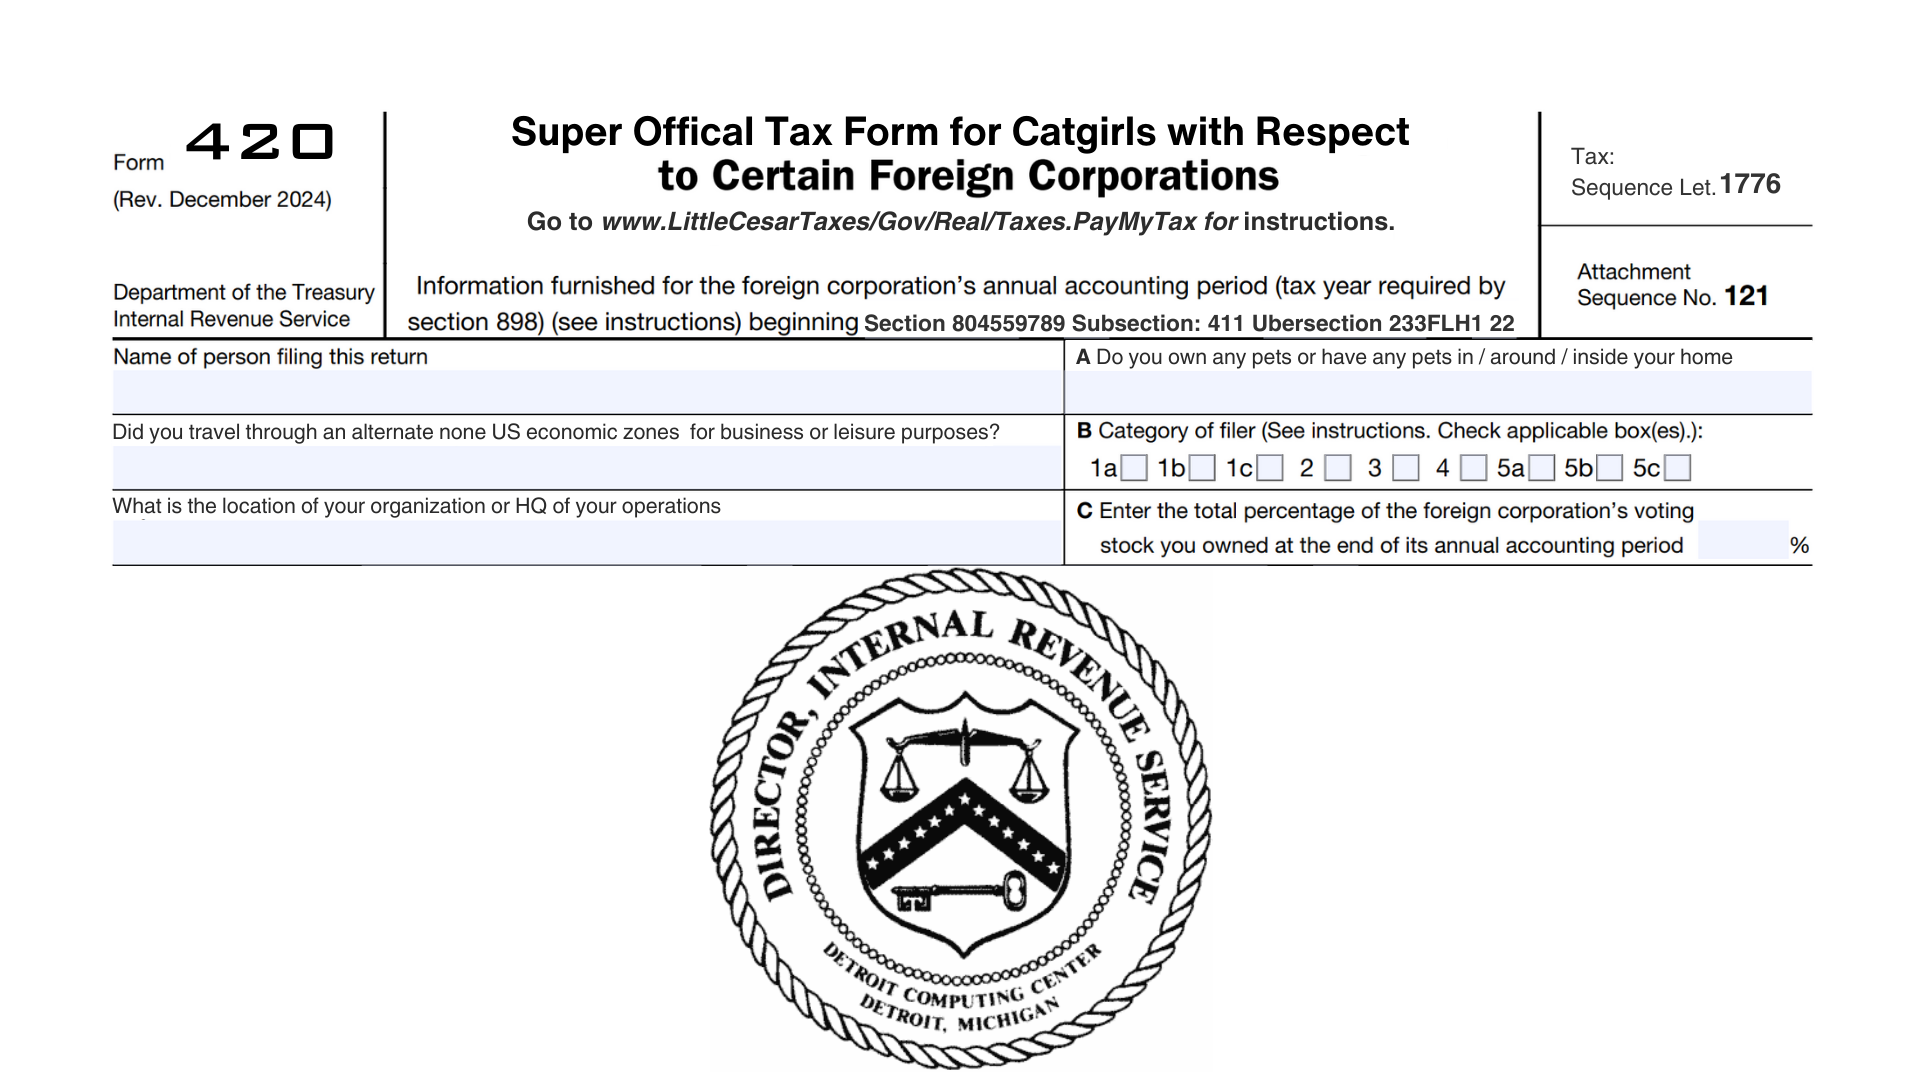 Form 420
(Rev. December 2024)
Department of the Treasury
Internal Revenue Service
Super Offical Tax Form for Catgirls with Respect
to Certain Foreign Corporations
Go to www.LittleCesarTaxes/Gov/Real/Taxes.PayMyTax for instructions.
Information furnished for the foreign corporation's annual accounting period (tax year required by
section 898) (see instructions) beginning Section 804559789 Subsection: 411 Ubersection 233FLH1 22
Tax:
Sequence Let. 1776
Attachment
Sequence No. 121
Name of person filing this return
A Do you own any pets or have any pets in / around / inside your home
Did you travel through an alternate none US economic zones for business or leisure purposes?
B Category of filer (See instructions. Check applicable box(es).):
1a 1b 1c 2 3 4 5a 5b 5c
What is the location of your organization or HQ of your operations
C Enter the total percentage of the foreign corporation's voting
stock you owned at the end of its annual accounting period %
DIRECTOR, INTERNAL REVENUE SERVICE
DETROIT COMPUTING CENTER
DETROIT, MICHIGAN